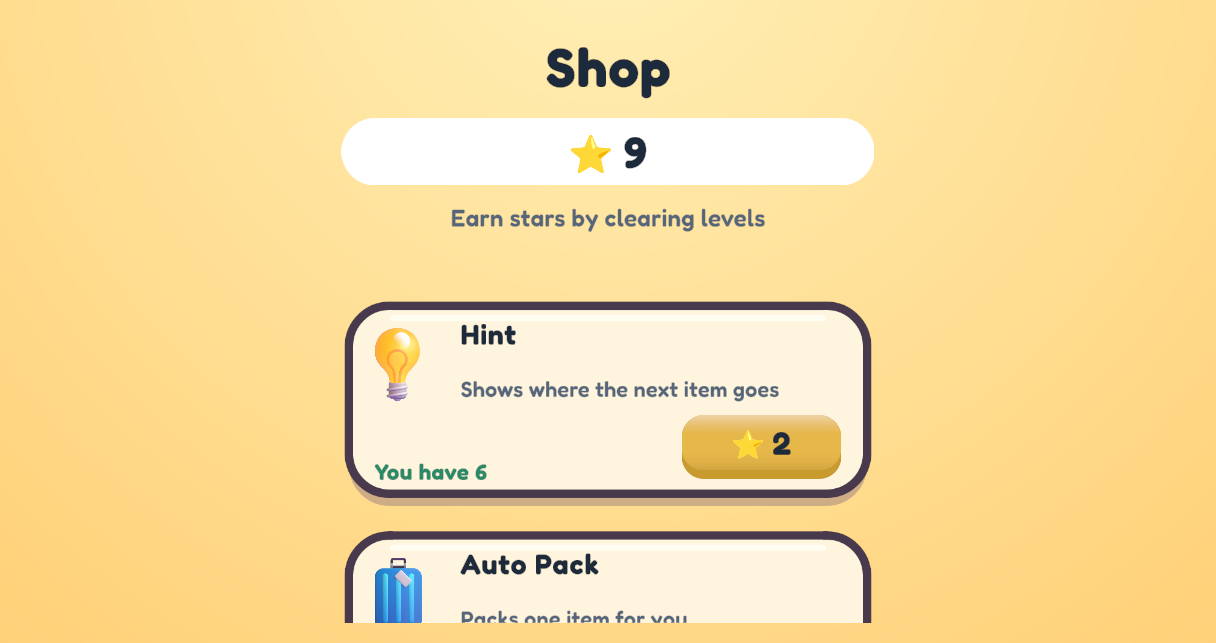 Shop
9
Earn stars by clearing levels
Hint
Shows where the next item goes
2
You have 6
Auto Pack
Packs one item for you